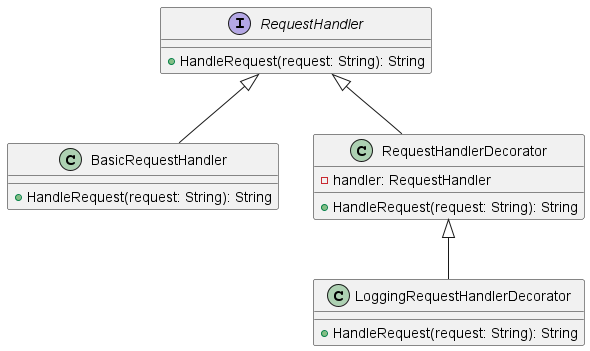 I RequestHandler
HandleRequest(request: String): String
C BasicRequestHandler
HandleRequest(request: String): String
C RequestHandlerDecorator
handler: RequestHandler
HandleRequest(request: String): String
C LoggingRequestHandlerDecorator
HandleRequest(request: String): String